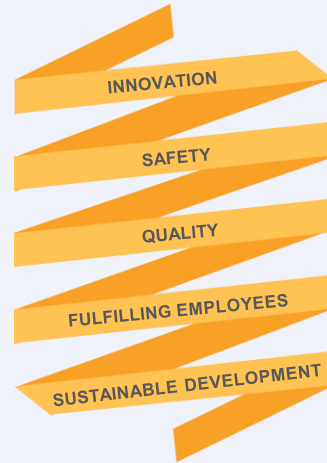 INNOVATION
SAFETY
QUALITY
FULFILLING EMPLOYEES
SUSTAINABLE DEVELOPMENT